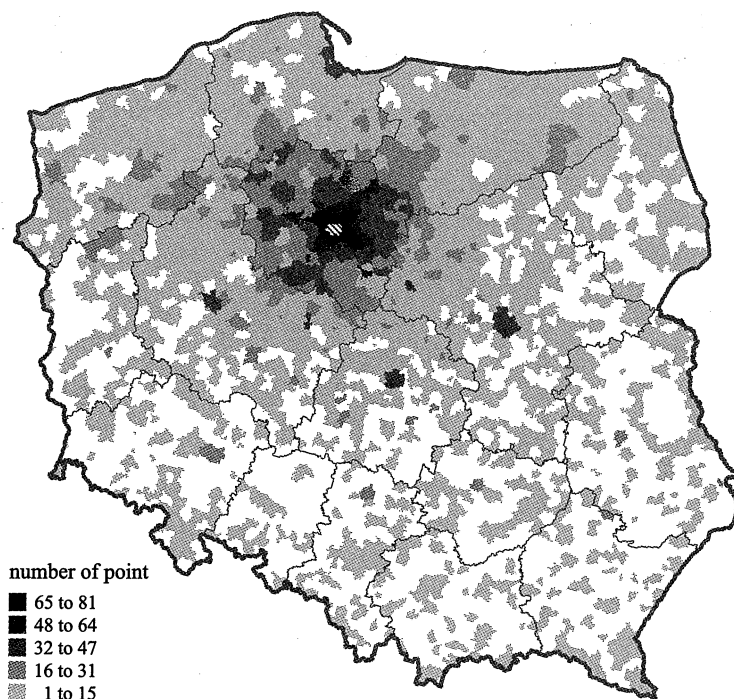 number of point
65 to 81
48 to 64
32 to 47
16 to 31
1 to 15